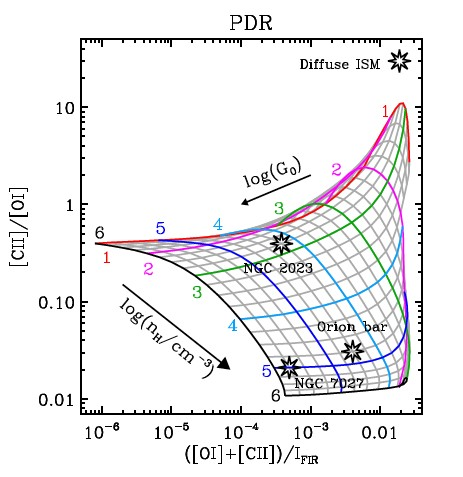 PDR
Diffuse ISM
10
1
log(G₀)
2
3
[CII]/[OI]
1
6
5
4
1
2
NGC 2023
3
log(n_H/cm⁻³)
0.10
4
Orion bar
5
NGC 7027
6
0.01
10⁻⁶ 10⁻⁵ 10⁻⁴ 10⁻³ 0.01
([OI]+[CII])/I_FIR